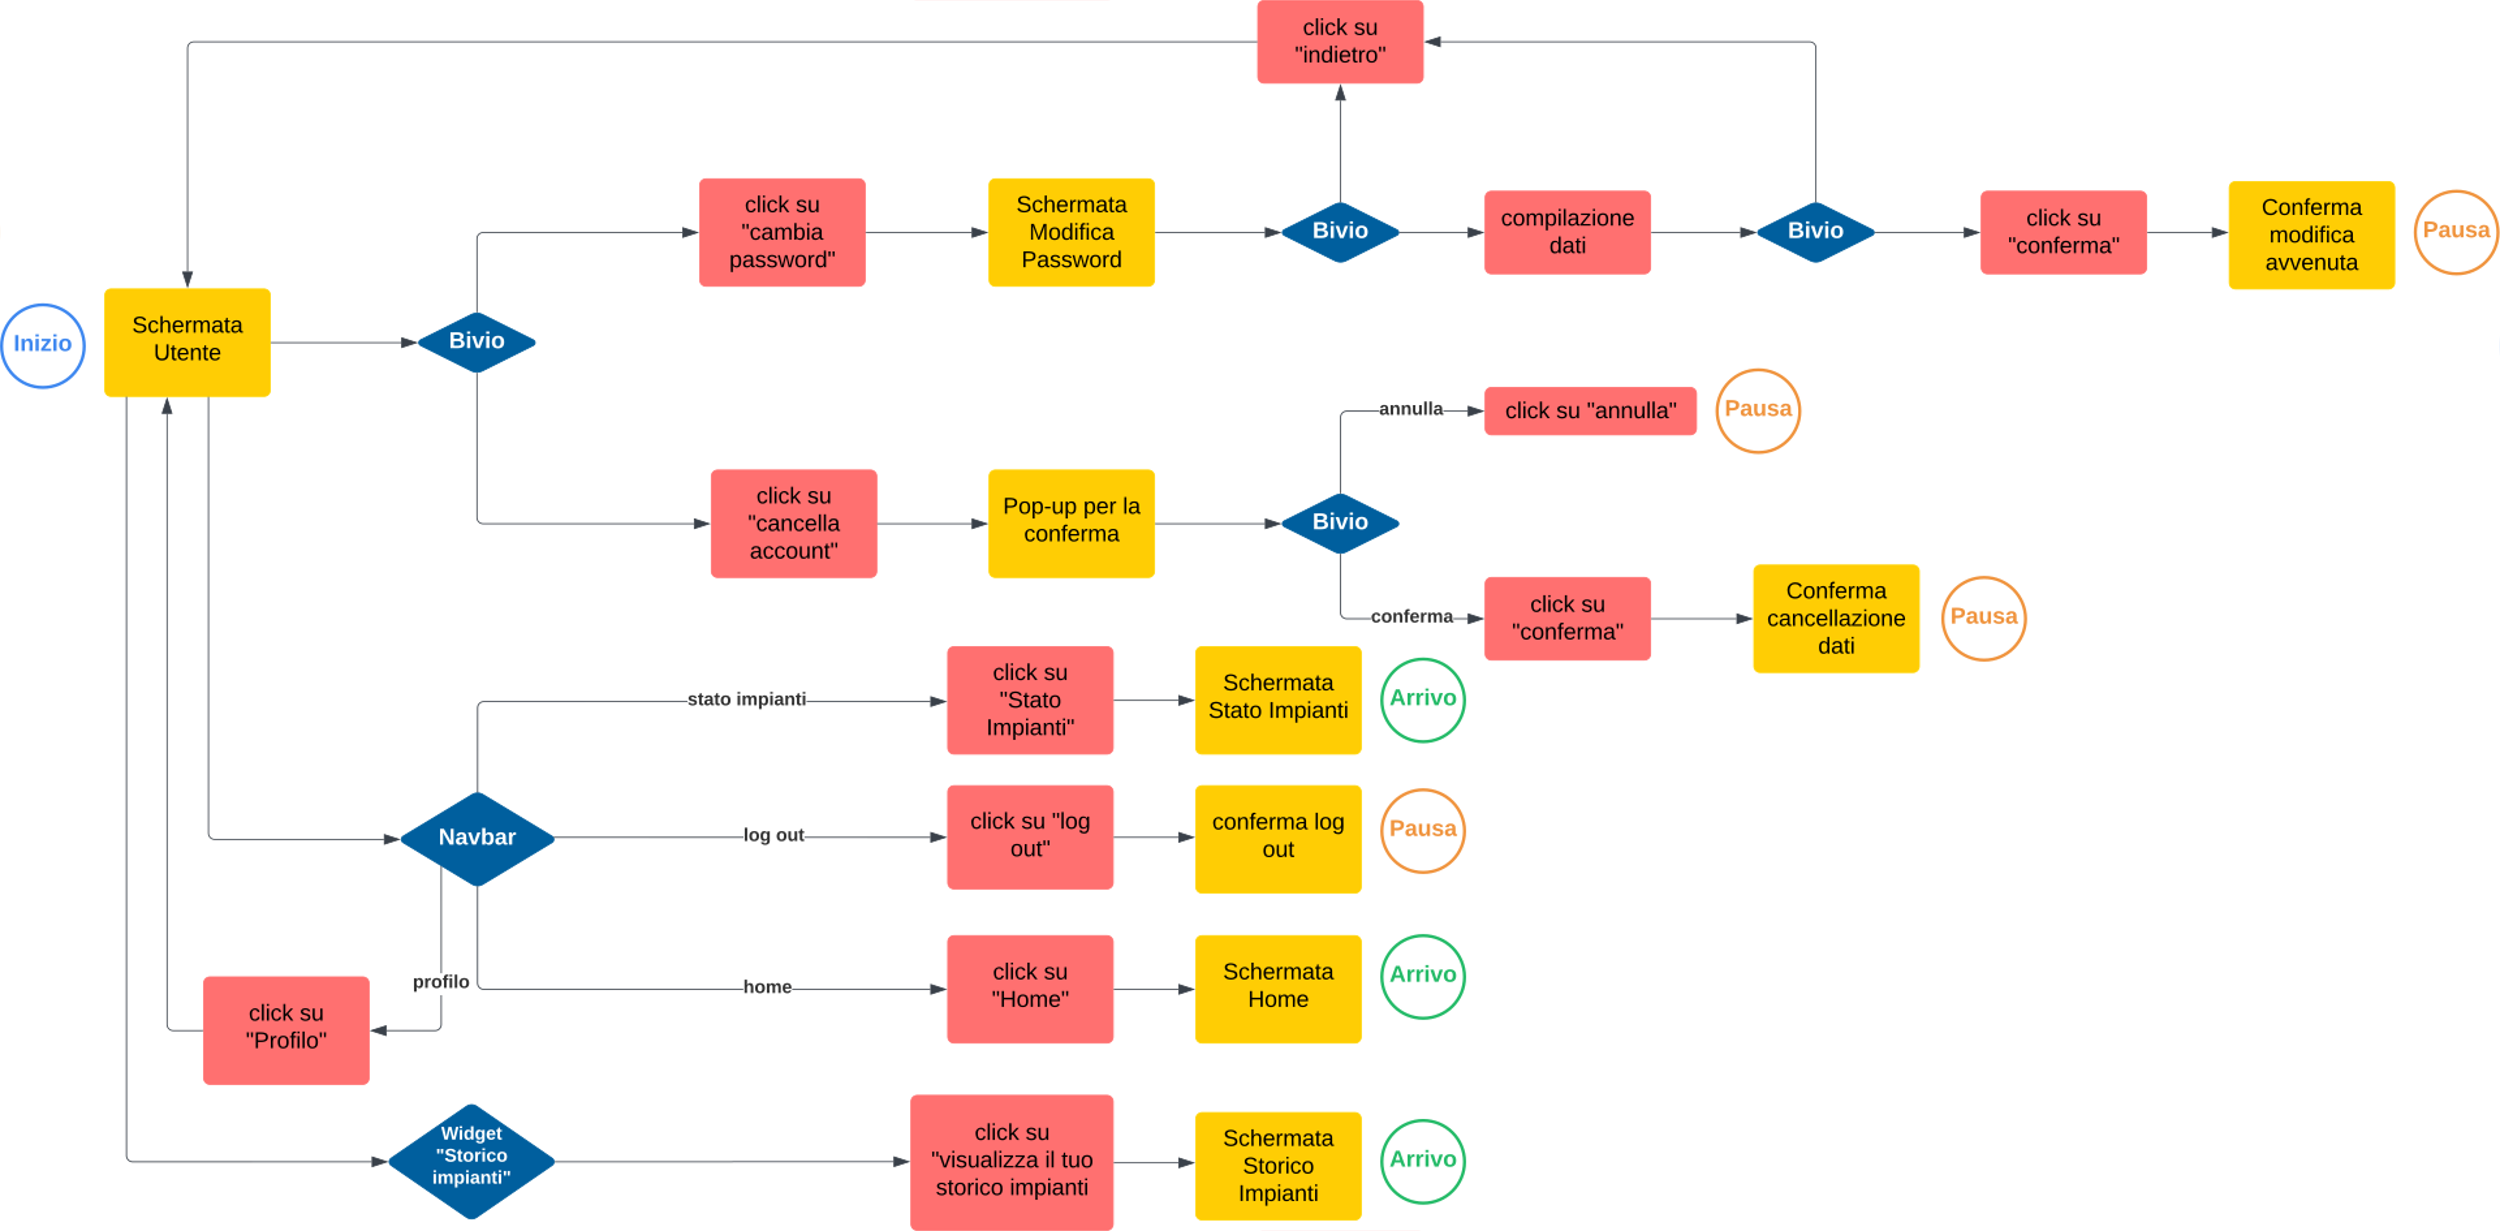 click su
"indietro"
click su
"cambia
password"
Schermata
Modifica
Password
Bivio
compilazione
dati
Bivio
click su
"conferma"
Conferma
modifica
avvenuta
Pausa
Inizio
Schermata
Utente
Bivio
annulla
click su "annulla"
Pausa
click su
"cancella
account"
Pop-up per la
conferma
Bivio
conferma
click su
"conferma"
Conferma
cancellazione
dati
Pausa
stato impianti
click su
"Stato
Impianti"
Schermata
Stato Impianti
Arrivo
Navbar
log out
click su "log
out"
conferma log
out
Pausa
profilo
home
click su
"Home"
Schermata
Home
Arrivo
click su
"Profilo"
Widget
"Storico
impianti"
click su
"visualizza il tuo
storico impianti
Schermata
Storico
Impianti
Arrivo